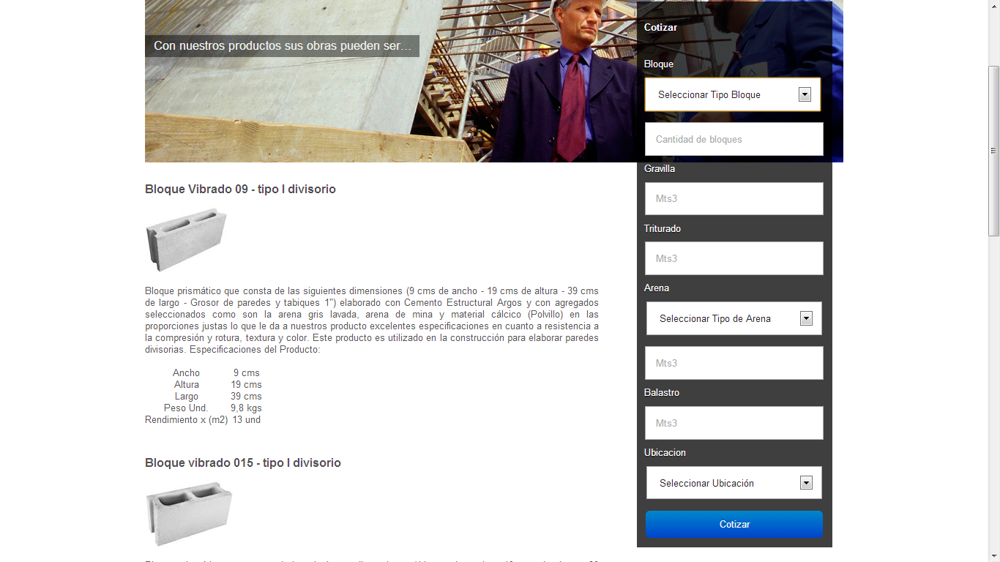 Con nuestros productos sus obras pueden ser...
Bloque Vibrado 09 - tipo I divisorio
Bloque prismático que consta de las siguientes dimensiones (9 cms de ancho - 19 cms de altura - 39 cms
de largo - Grosor de paredes y tabiques 1") elaborado con Cemento Estructural Argos y con agregados
seleccionados como son la arena gris lavada, arena de mina y material cálcico (Polvillo) en las
proporciones justas lo que le da a nuestro producto excelentes especificaciones en cuanto a resistencia a
la compresión y rotura, textura y color. Este producto es utilizado en la construcción para elaborar paredes
divisorias. Especificaciones del Producto:
Ancho 9 cms
Altura 19 cms
Largo 39 cms
Peso Und. 9,8 kgs
Rendimiento x (m2) 13 und
Bloque vibrado 015 - tipo I divisorio
Cotizar
Bloque
Seleccionar Tipo Bloque
Cantidad de bloques
Gravilla
Mts3
Triturado
Mts3
Arena
Seleccionar Tipo de Arena
Mts3
Balastro
Mts3
Ubicacion
Seleccionar Ubicación
Cotizar